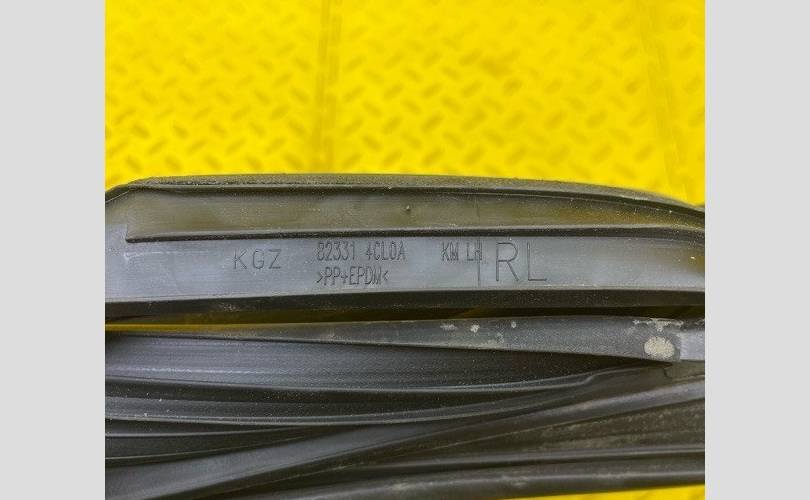 KGZ 82331 4CL0A KM LH RL
>PP+EPDM<